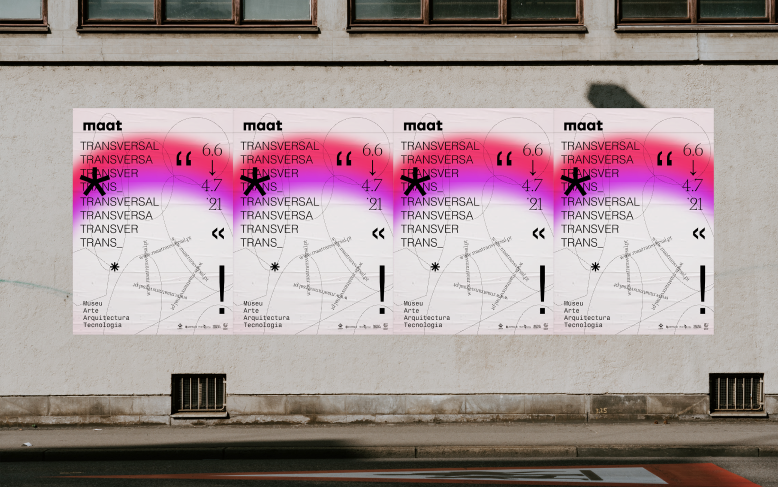 maat
TRANSVERSAL
TRANSVERSA
TRANSVER
TRANS_
TRANSVERSAL
TRANSVERSA
TRANSVER
TRANS_
“
6.6
↓
4.7
'21
«
*
*
!
Museu
Arte
Arquitectura
Tecnologia
maat
TRANSVERSAL
TRANSVERSA
TRANSVER
TRANS_
TRANSVERSAL
TRANSVERSA
TRANSVER
TRANS_
“
6.6
↓
4.7
'21
«
*
*
!
Museu
Arte
Arquitectura
Tecnologia
maat
TRANSVERSAL
TRANSVERSA
TRANSVER
TRANS_
TRANSVERSAL
TRANSVERSA
TRANSVER
TRANS_
“
6.6
↓
4.7
'21
«
*
*
!
Museu
Arte
Arquitectura
Tecnologia
maat
TRANSVERSAL
TRANSVERSA
TRANSVER
TRANS_
TRANSVERSAL
TRANSVERSA
TRANSVER
TRANS_
“
6.6
↓
4.7
'21
«
*
*
!
Museu
Arte
Arquitectura
Tecnologia